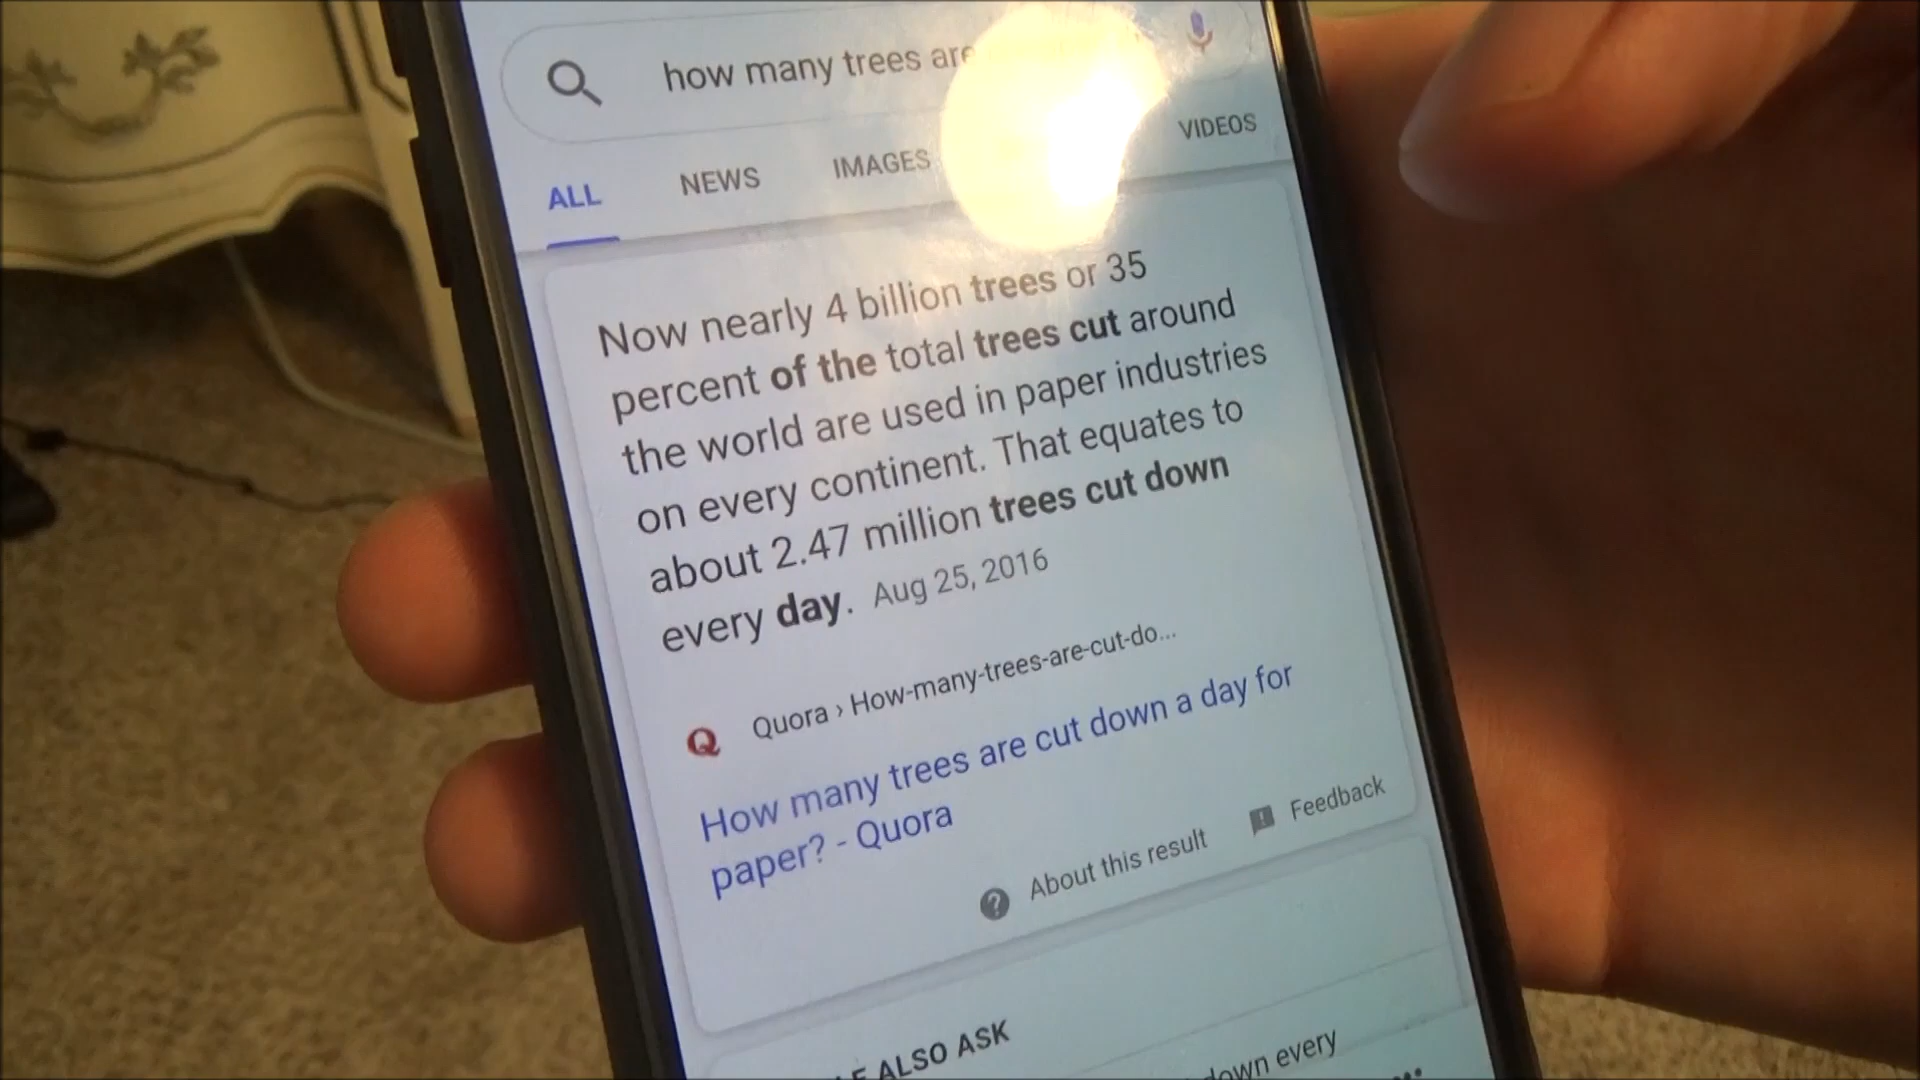 how many trees are
ALL NEWS IMAGES VIDEOS
Now nearly 4 billion trees or 35
percent of the total trees cut around
the world are used in paper industries
on every continent. That equates to
about 2.47 million trees cut down
every day. Aug 25, 2016
Quora › How-many-trees-are-cut-do...
How many trees are cut down a day for
paper? - Quora
About this result Feedback
ALSO ASK
down every